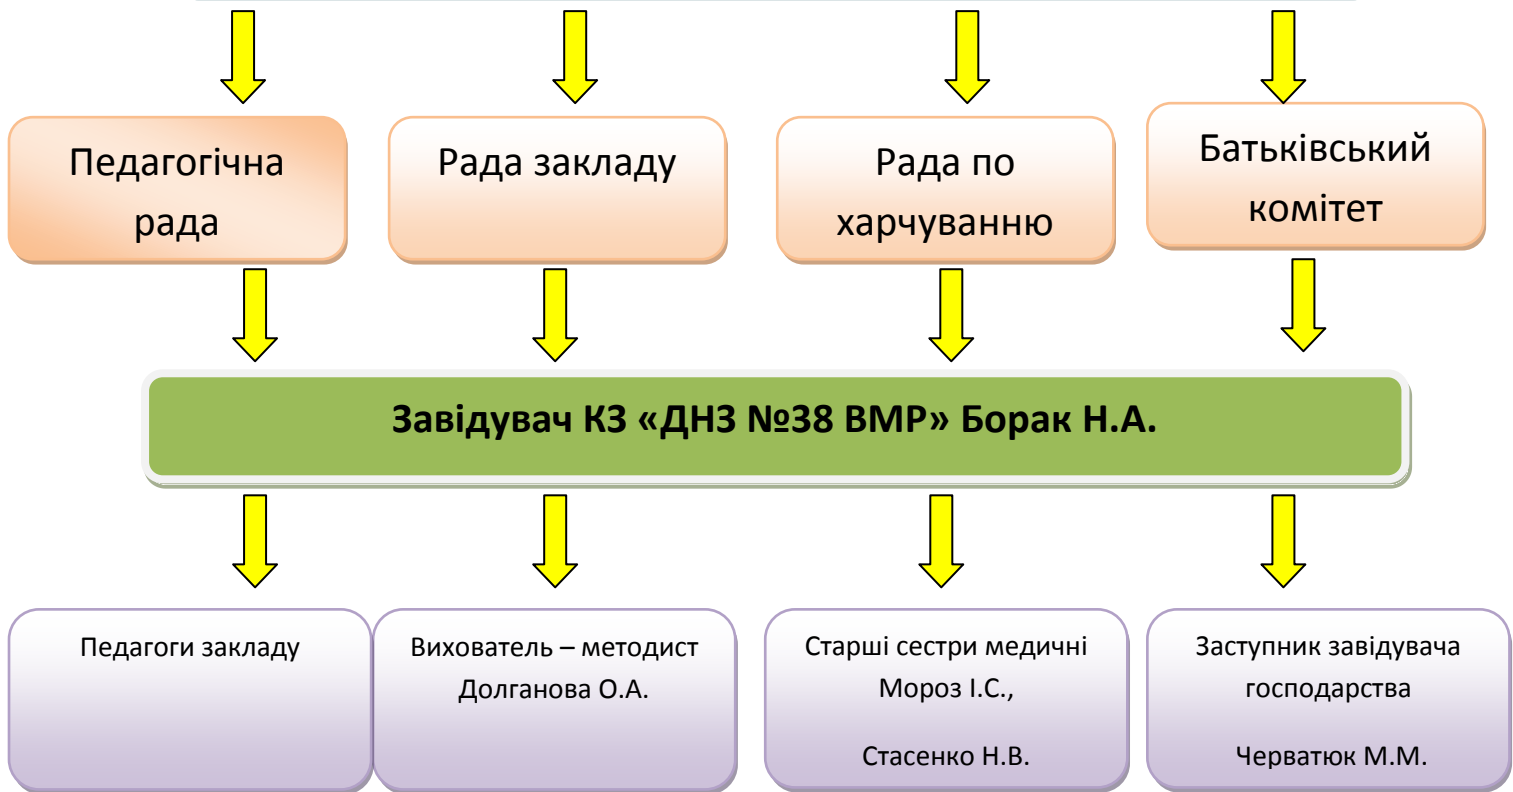 Педагогічна
рада
Рада закладу
Рада по
харчуванню
Батьківський
комітет
Завідувач КЗ «ДНЗ №38 ВМР» Борак Н.А.
Педагоги закладу
Вихователь – методист
Долганова О.А.
Старші сестри медичні
Мороз І.С.,
Стасенко Н.В.
Заступник завідувача
господарства
Черватюк М.М.